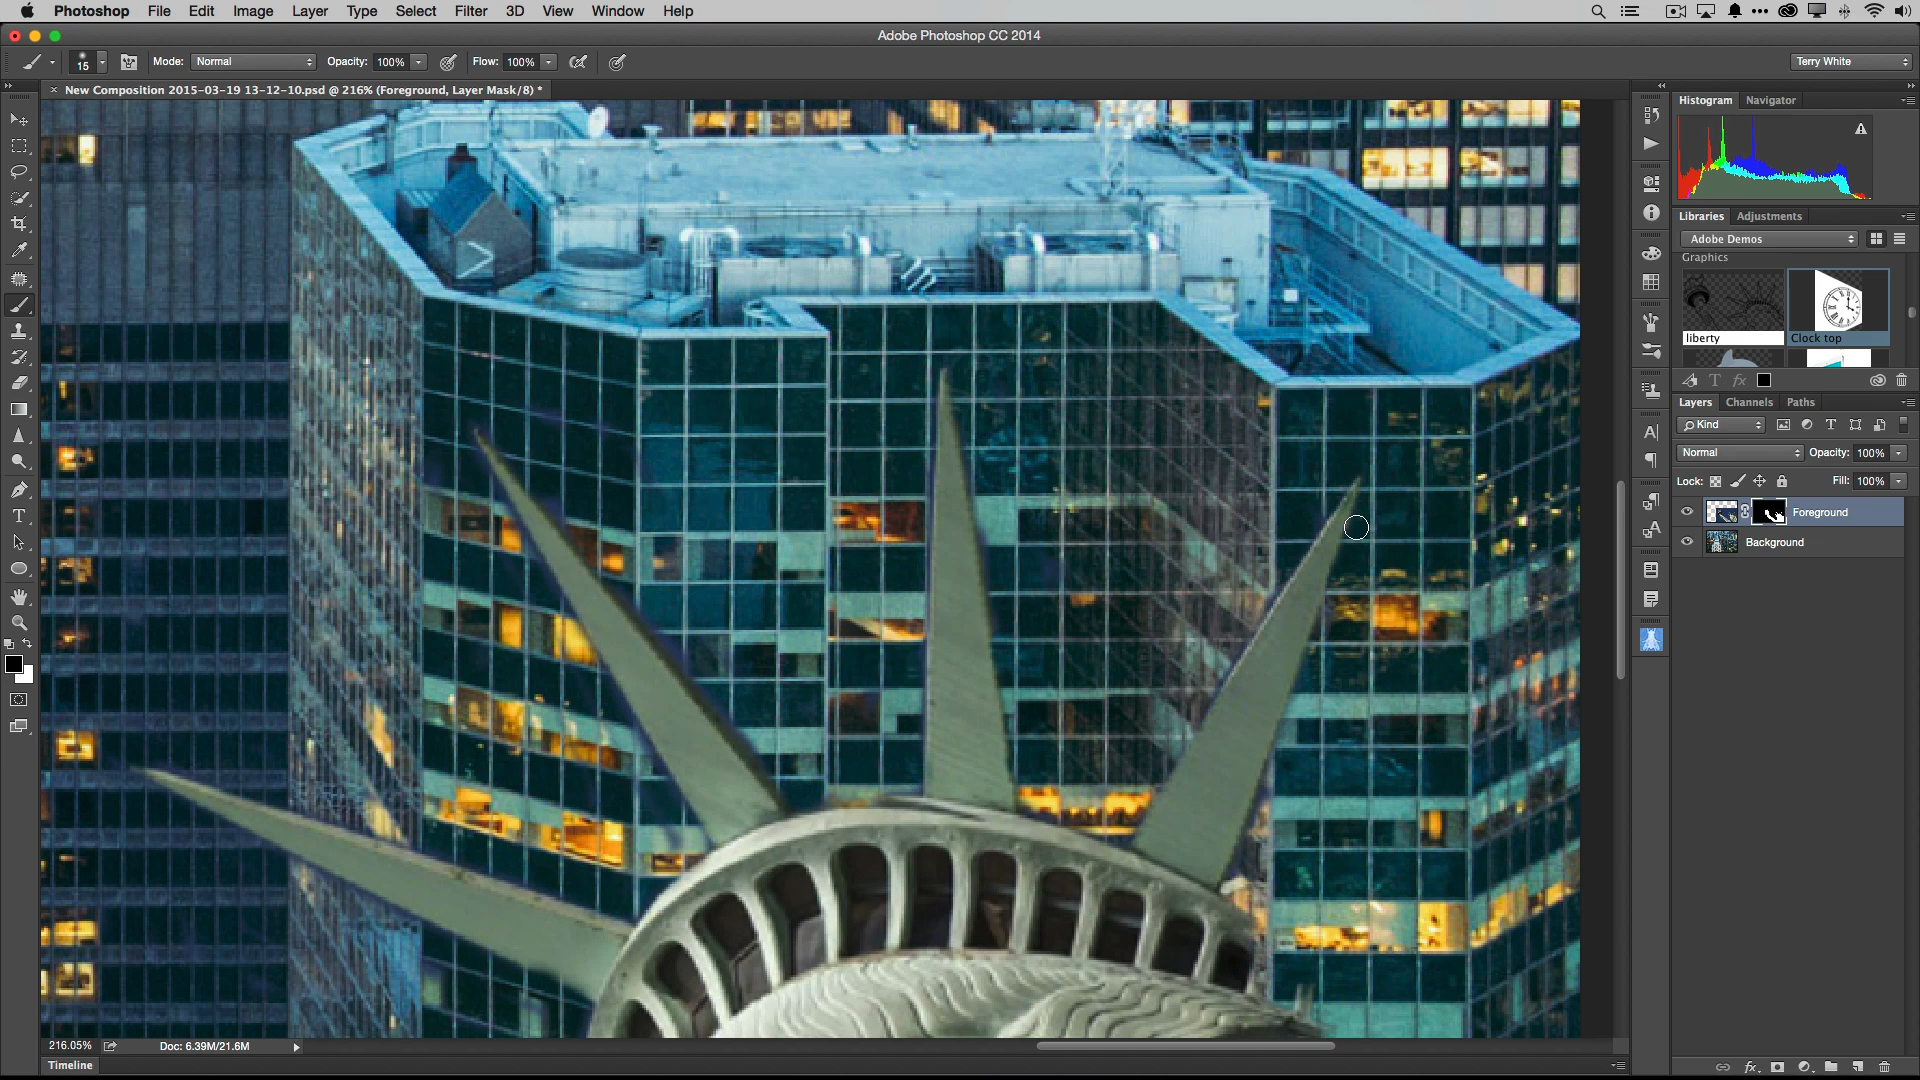 Photoshop File Edit Image Layer Type Select Filter 3D View Window Help
Adobe Photoshop CC 2014
15 Mode: Normal Opacity: 100% Flow: 100% Terry White
× New Composition 2015-03-19 13-12-10.psd @ 216% (Foreground, Layer Mask/8) *
Histogram Navigator
Libraries Adjustments
Adobe Demos
Graphics
liberty Clock top
T fx
Layers Channels Paths
Kind T
Normal Opacity: 100%
Lock: Fill: 100%
Foreground
Background
T
A
A
216.05% Doc: 6.39M/21.6M
Timeline fx